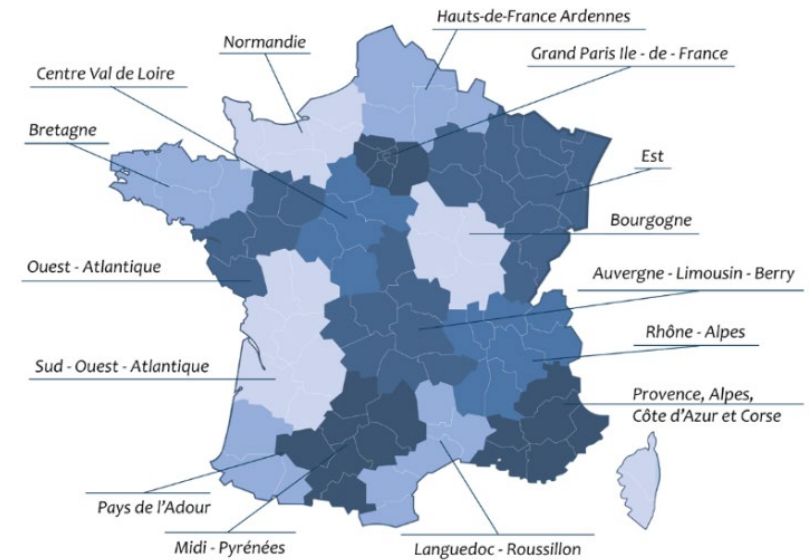 Hauts-de-France Ardennes
Normandie
Grand Paris Ile - de - France
Centre Val de Loire
Bretagne
Est
Bourgogne
Ouest - Atlantique
Auvergne - Limousin - Berry
Rhône - Alpes
Sud - Ouest - Atlantique
Provence, Alpes,
Côte d'Azur et Corse
Pays de l'Adour
Midi - Pyrénées
Languedoc - Roussillon